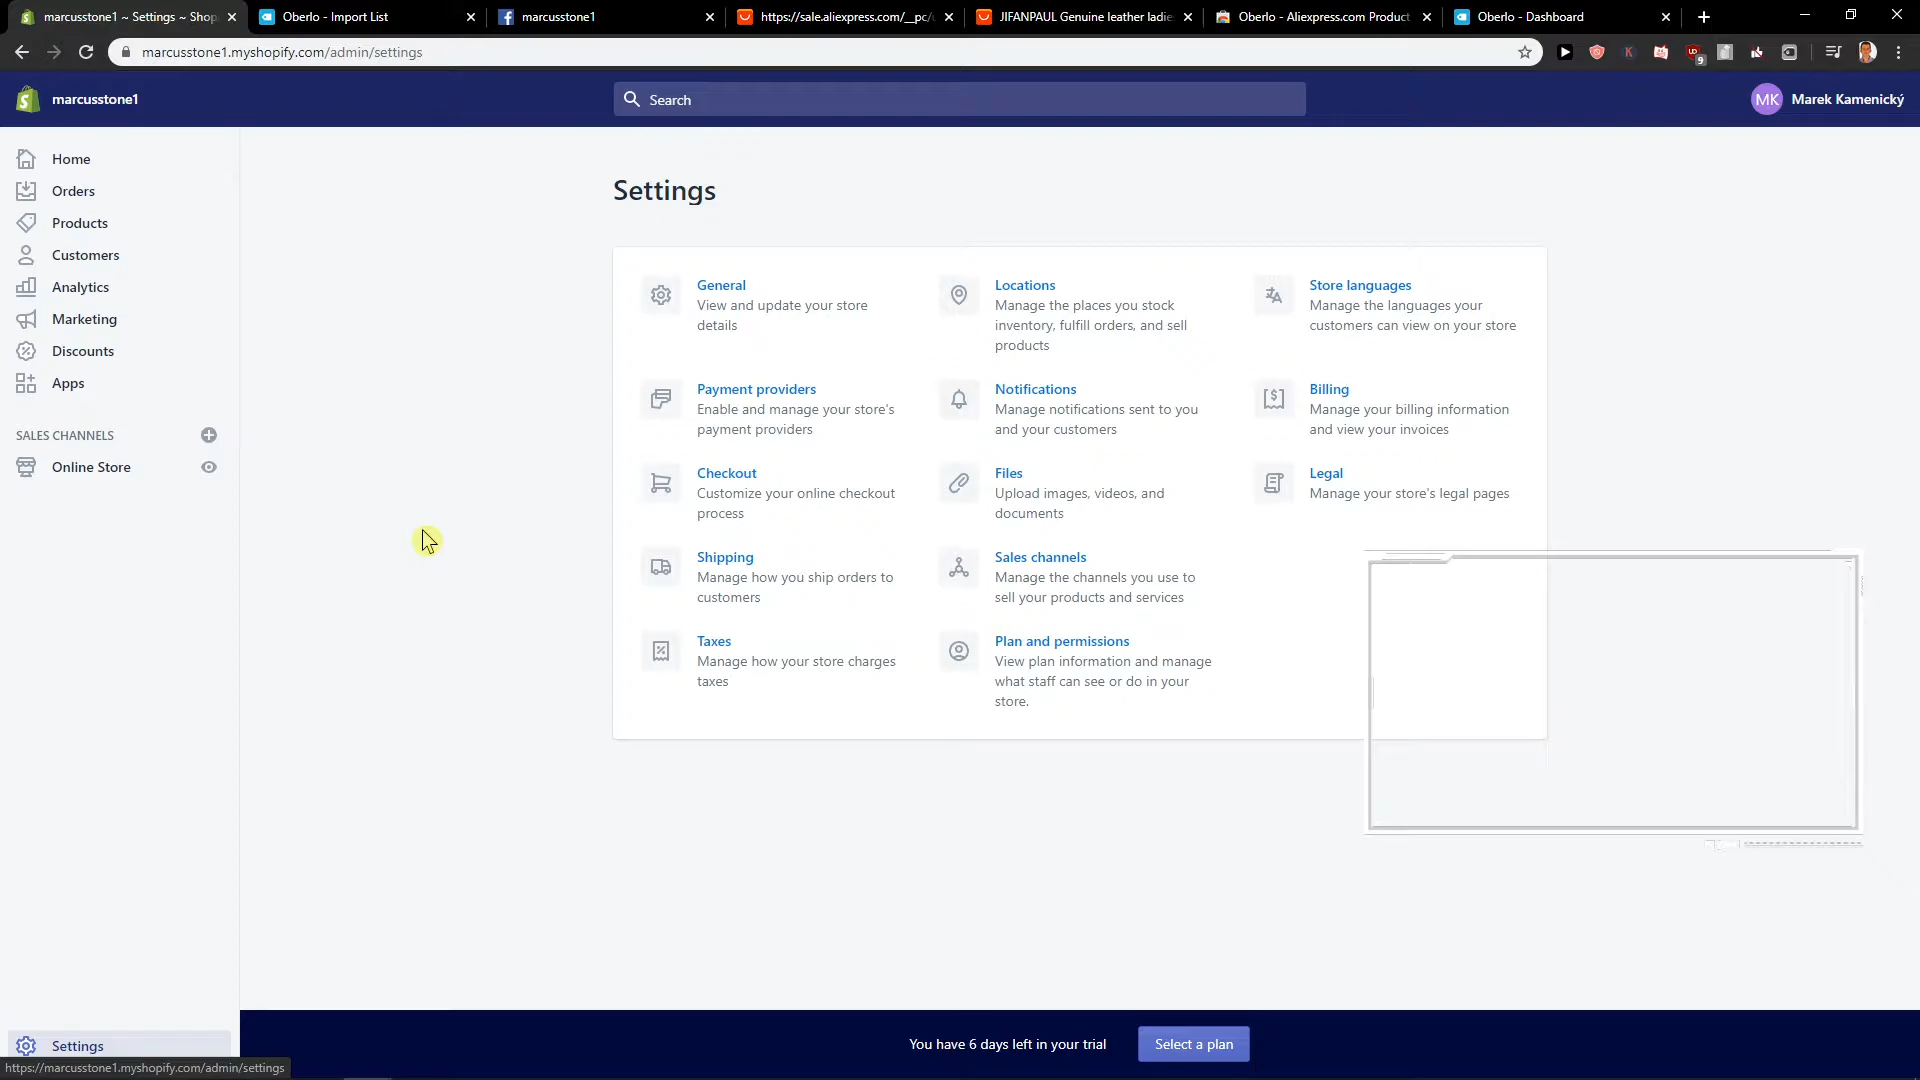 marcusstone1 ~ Settings ~ Shop
Oberlo - Import List
marcusstone1
https://sale.aliexpress.com/__pc/
JIFANPAUL Genuine leather ladie
Oberlo - Aliexpress.com Product
Oberlo - Dashboard
marcusstone1.myshopify.com/admin/settings
9
marcusstone1
Search
MK
Marek Kamenický
Home
Orders
Products
Customers
Analytics
Marketing
Discounts
Apps
SALES CHANNELS
Online Store
Settings
General
View and update your store
details
Locations
Manage the places you stock
inventory, fulfill orders, and sell
products
Store languages
Manage the languages your
customers can view on your store
Payment providers
Enable and manage your store's
payment providers
Notifications
Manage notifications sent to you
and your customers
Billing
Manage your billing information
and view your invoices
Checkout
Customize your online checkout
process
Files
Upload images, videos, and
documents
Legal
Manage your store's legal pages
Shipping
Manage how you ship orders to
customers
Sales channels
Manage the channels you use to
sell your products and services
Taxes
Manage how your store charges
taxes
Plan and permissions
View plan information and manage
what staff can see or do in your
store.
Settings
You have 6 days left in your trial
Select a plan
https://marcusstone1.myshopify.com/admin/settings